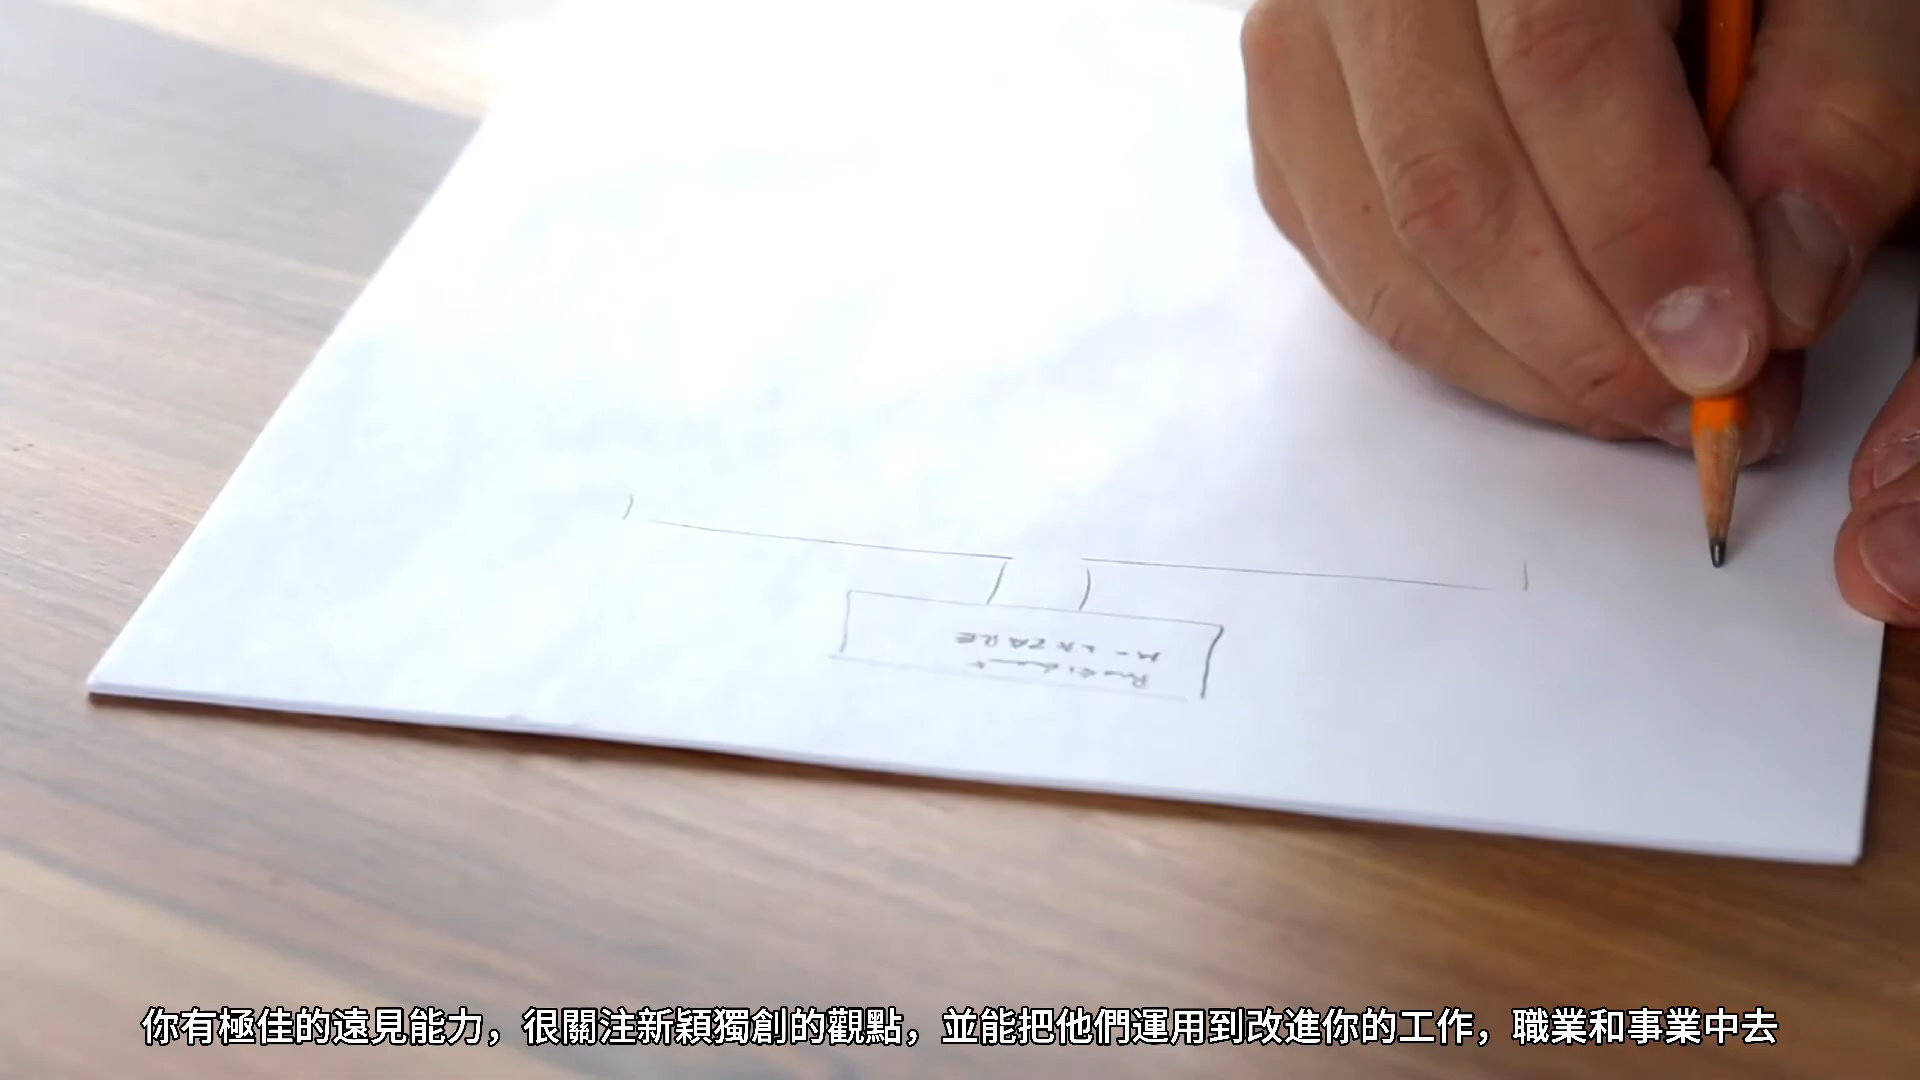 President
你有極佳的遠見能力，很關注新穎獨創的觀點，並能把他們運用到改進你的工作，職業和事業中去